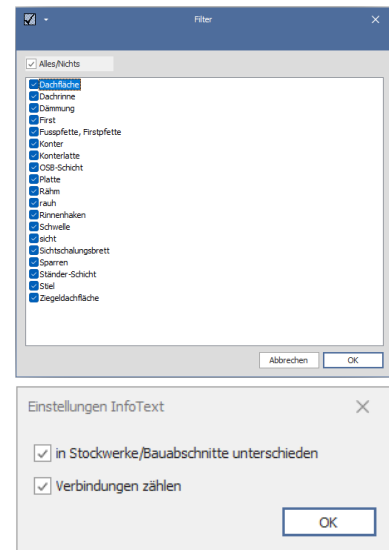 Filter
Alles/Nichts
Dachfläche
Dachrinne
Dämmung
First
Fusspfette, Firstpfette
Konter
Konterlatte
OSB-Schicht
Platte
Rähm
rauh
Rinnenhaken
Schwelle
sicht
Sichtschalungsbrett
Sparren
Ständer-Schicht
Stiel
Ziegeldachfläche
Abbrechen
OK
Einstellungen InfoText
in Stockwerke/Bauabschnitte unterschieden
Verbindungen zählen
OK